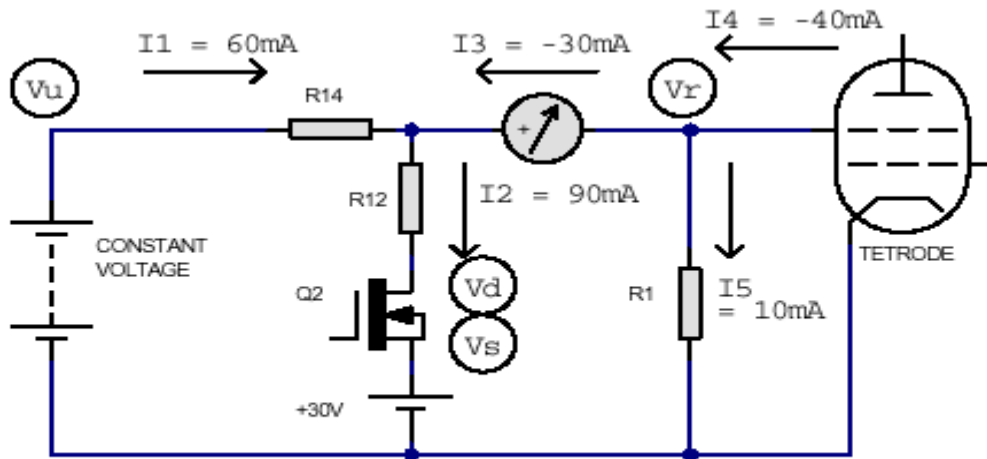 I1 = 60mA
I3 = -30mA
I4 = -40mA
Vu
R14
Vr
+
R12
I2 = 90mA
CONSTANT
VOLTAGE
TETRODE
Q2
Vd
R1
I5
= 10mA
Vs
+30V